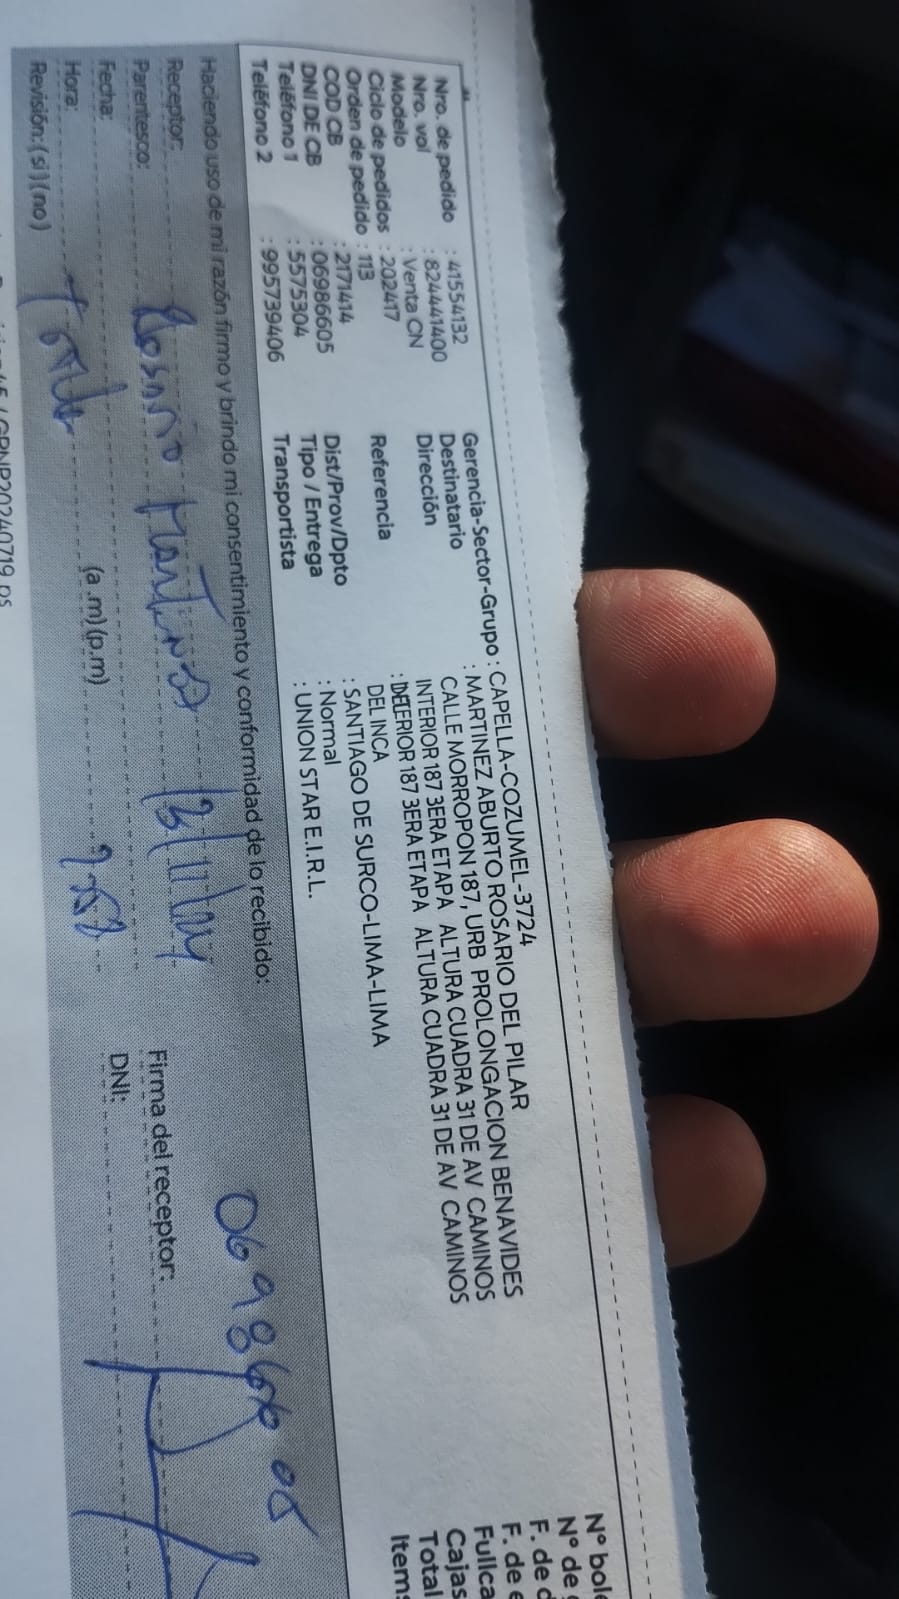 Nro. de pedido : 41554132
Nro. vol : 824441400
Modelo : Venta CN
Ciclo de pedidos : 202417
Orden de pedido : 113
COD CB : 2171414
DNI DE CB : 06986605
Teléfono 1 : 5575304
Teléfono 2 : 995739406
Gerencia-Sector-Grupo : CAPELLA-COZUMEL-3724
Destinatario : MARTINEZ ABURTO ROSARIO DEL PILAR
Dirección CALLE MORROPON 187, URB PROLONGACION BENAVIDES
INTERIOR 187 3ERA ETAPA ALTURA CUADRA 31 DE AV CAMINOS
Referencia : INTERIOR 187 3ERA ETAPA ALTURA CUADRA 31 DE AV CAMINOS
DEL INCA
Dist/Prov/Dpto : SANTIAGO DE SURCO-LIMA-LIMA
Tipo / Entrega : Normal
Transportista : UNION STAR E.I.R.L.
Nº bole
Nº de
F. de d
F. de e
Fullca
Cajas
Total
Items
Haciendo uso de mi razón firmo y brindo mi consentimiento y conformidad de lo recibido:
Receptor: Rosario Martinez
Parentesco:
Fecha:
Hora: (a.m)(p.m)
Revisión: (si) (no)
Firma del receptor:
DNI: